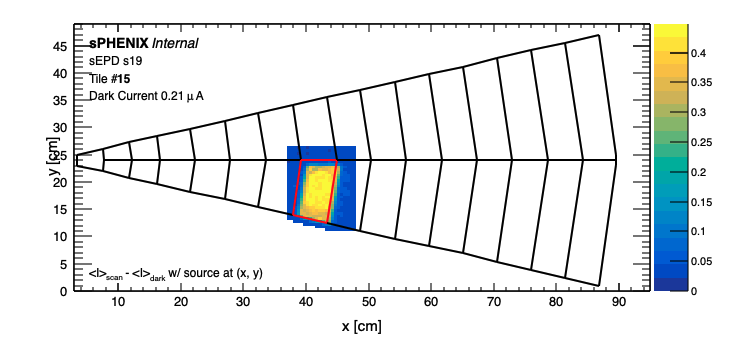 sPHENIX Internal
sEPD s19
Tile #15
Dark Current 0.21 μ A
y [cm]
45
40
35
30
25
20
15
10
5
0
<I>scan - <I>dark w/ source at (x, y)
10 20 30 40 50 60 70 80 90
x [cm]
0.4
0.35
0.3
0.25
0.2
0.15
0.1
0.05
0